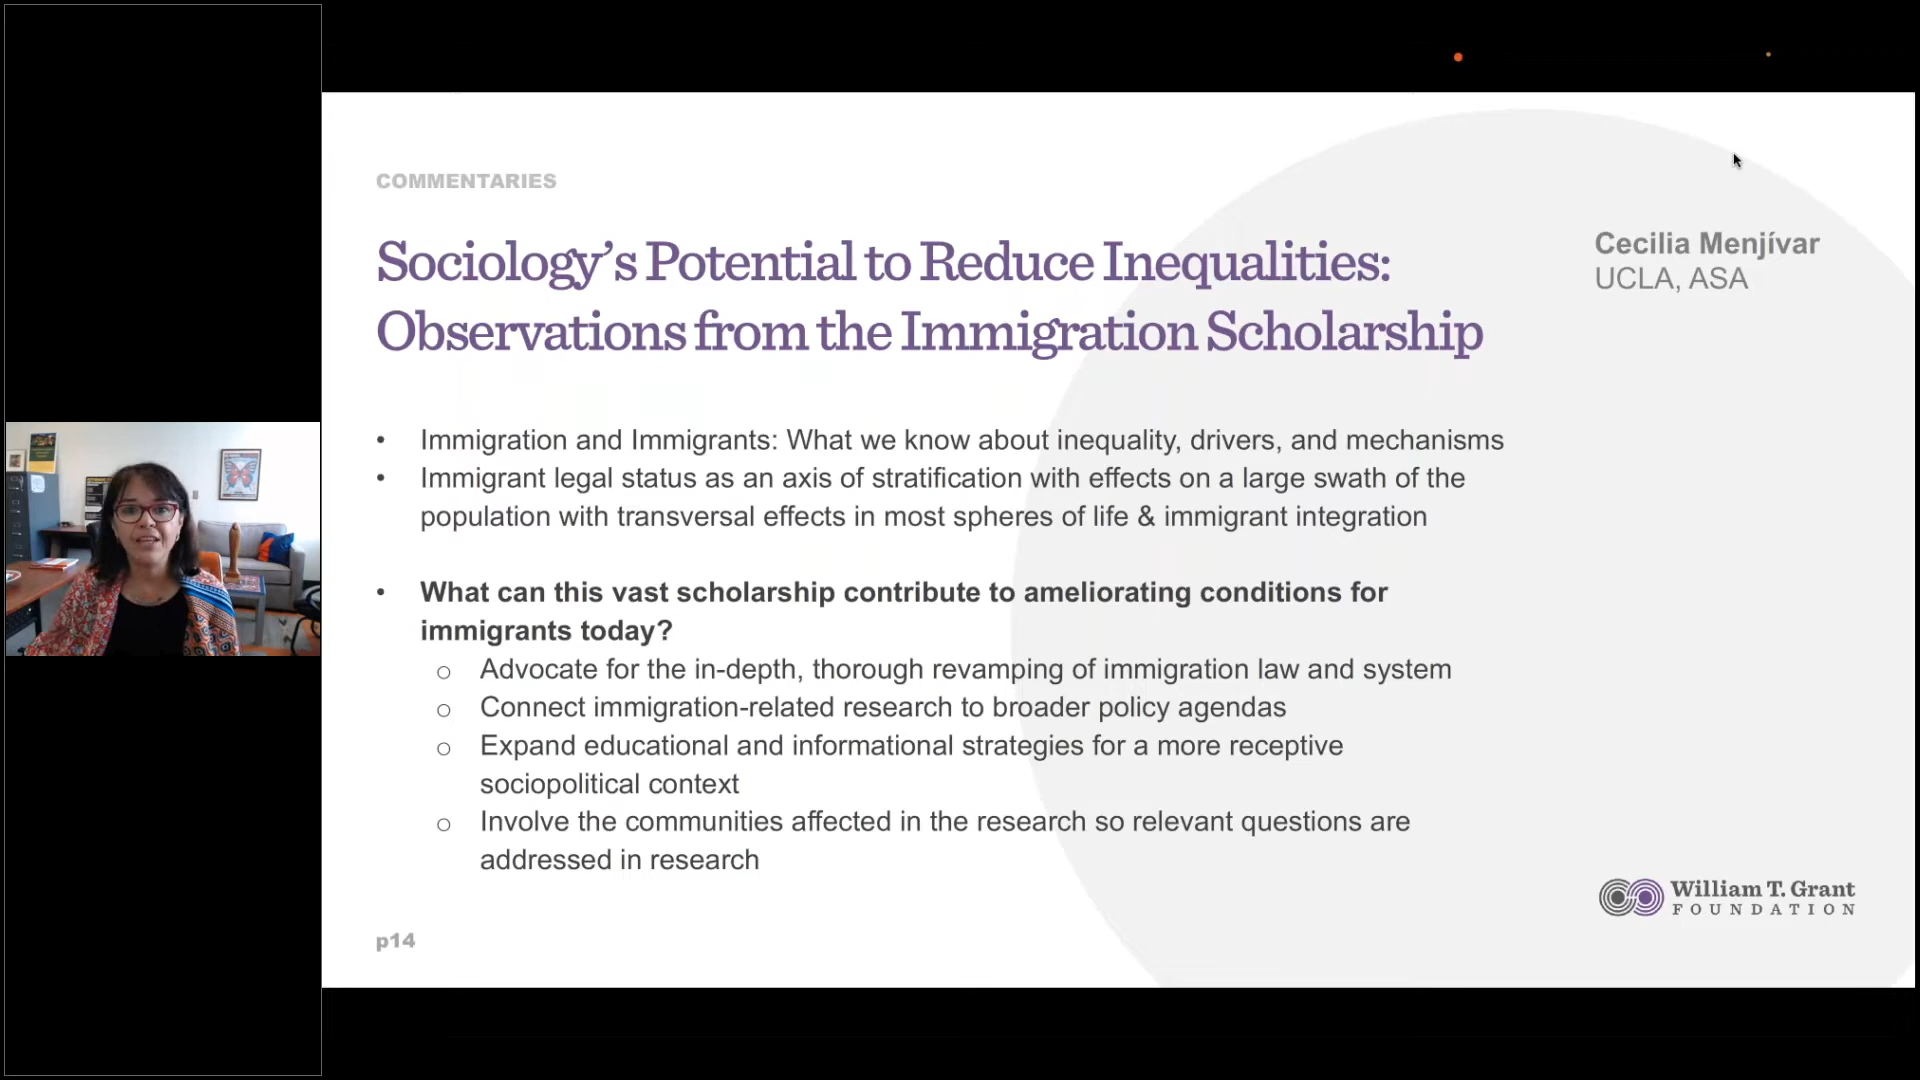 COMMENTARIES
Sociology’s Potential to Reduce Inequalities:
Observations from the Immigration Scholarship
Cecilia Menjívar
UCLA, ASA
• Immigration and Immigrants: What we know about inequality, drivers, and mechanisms
• Immigrant legal status as an axis of stratification with effects on a large swath of the
population with transversal effects in most spheres of life & immigrant integration
• What can this vast scholarship contribute to ameliorating conditions for
immigrants today?
o Advocate for the in-depth, thorough revamping of immigration law and system
o Connect immigration-related research to broader policy agendas
o Expand educational and informational strategies for a more receptive
sociopolitical context
o Involve the communities affected in the research so relevant questions are
addressed in research
William T. Grant
FOUNDATION
p14